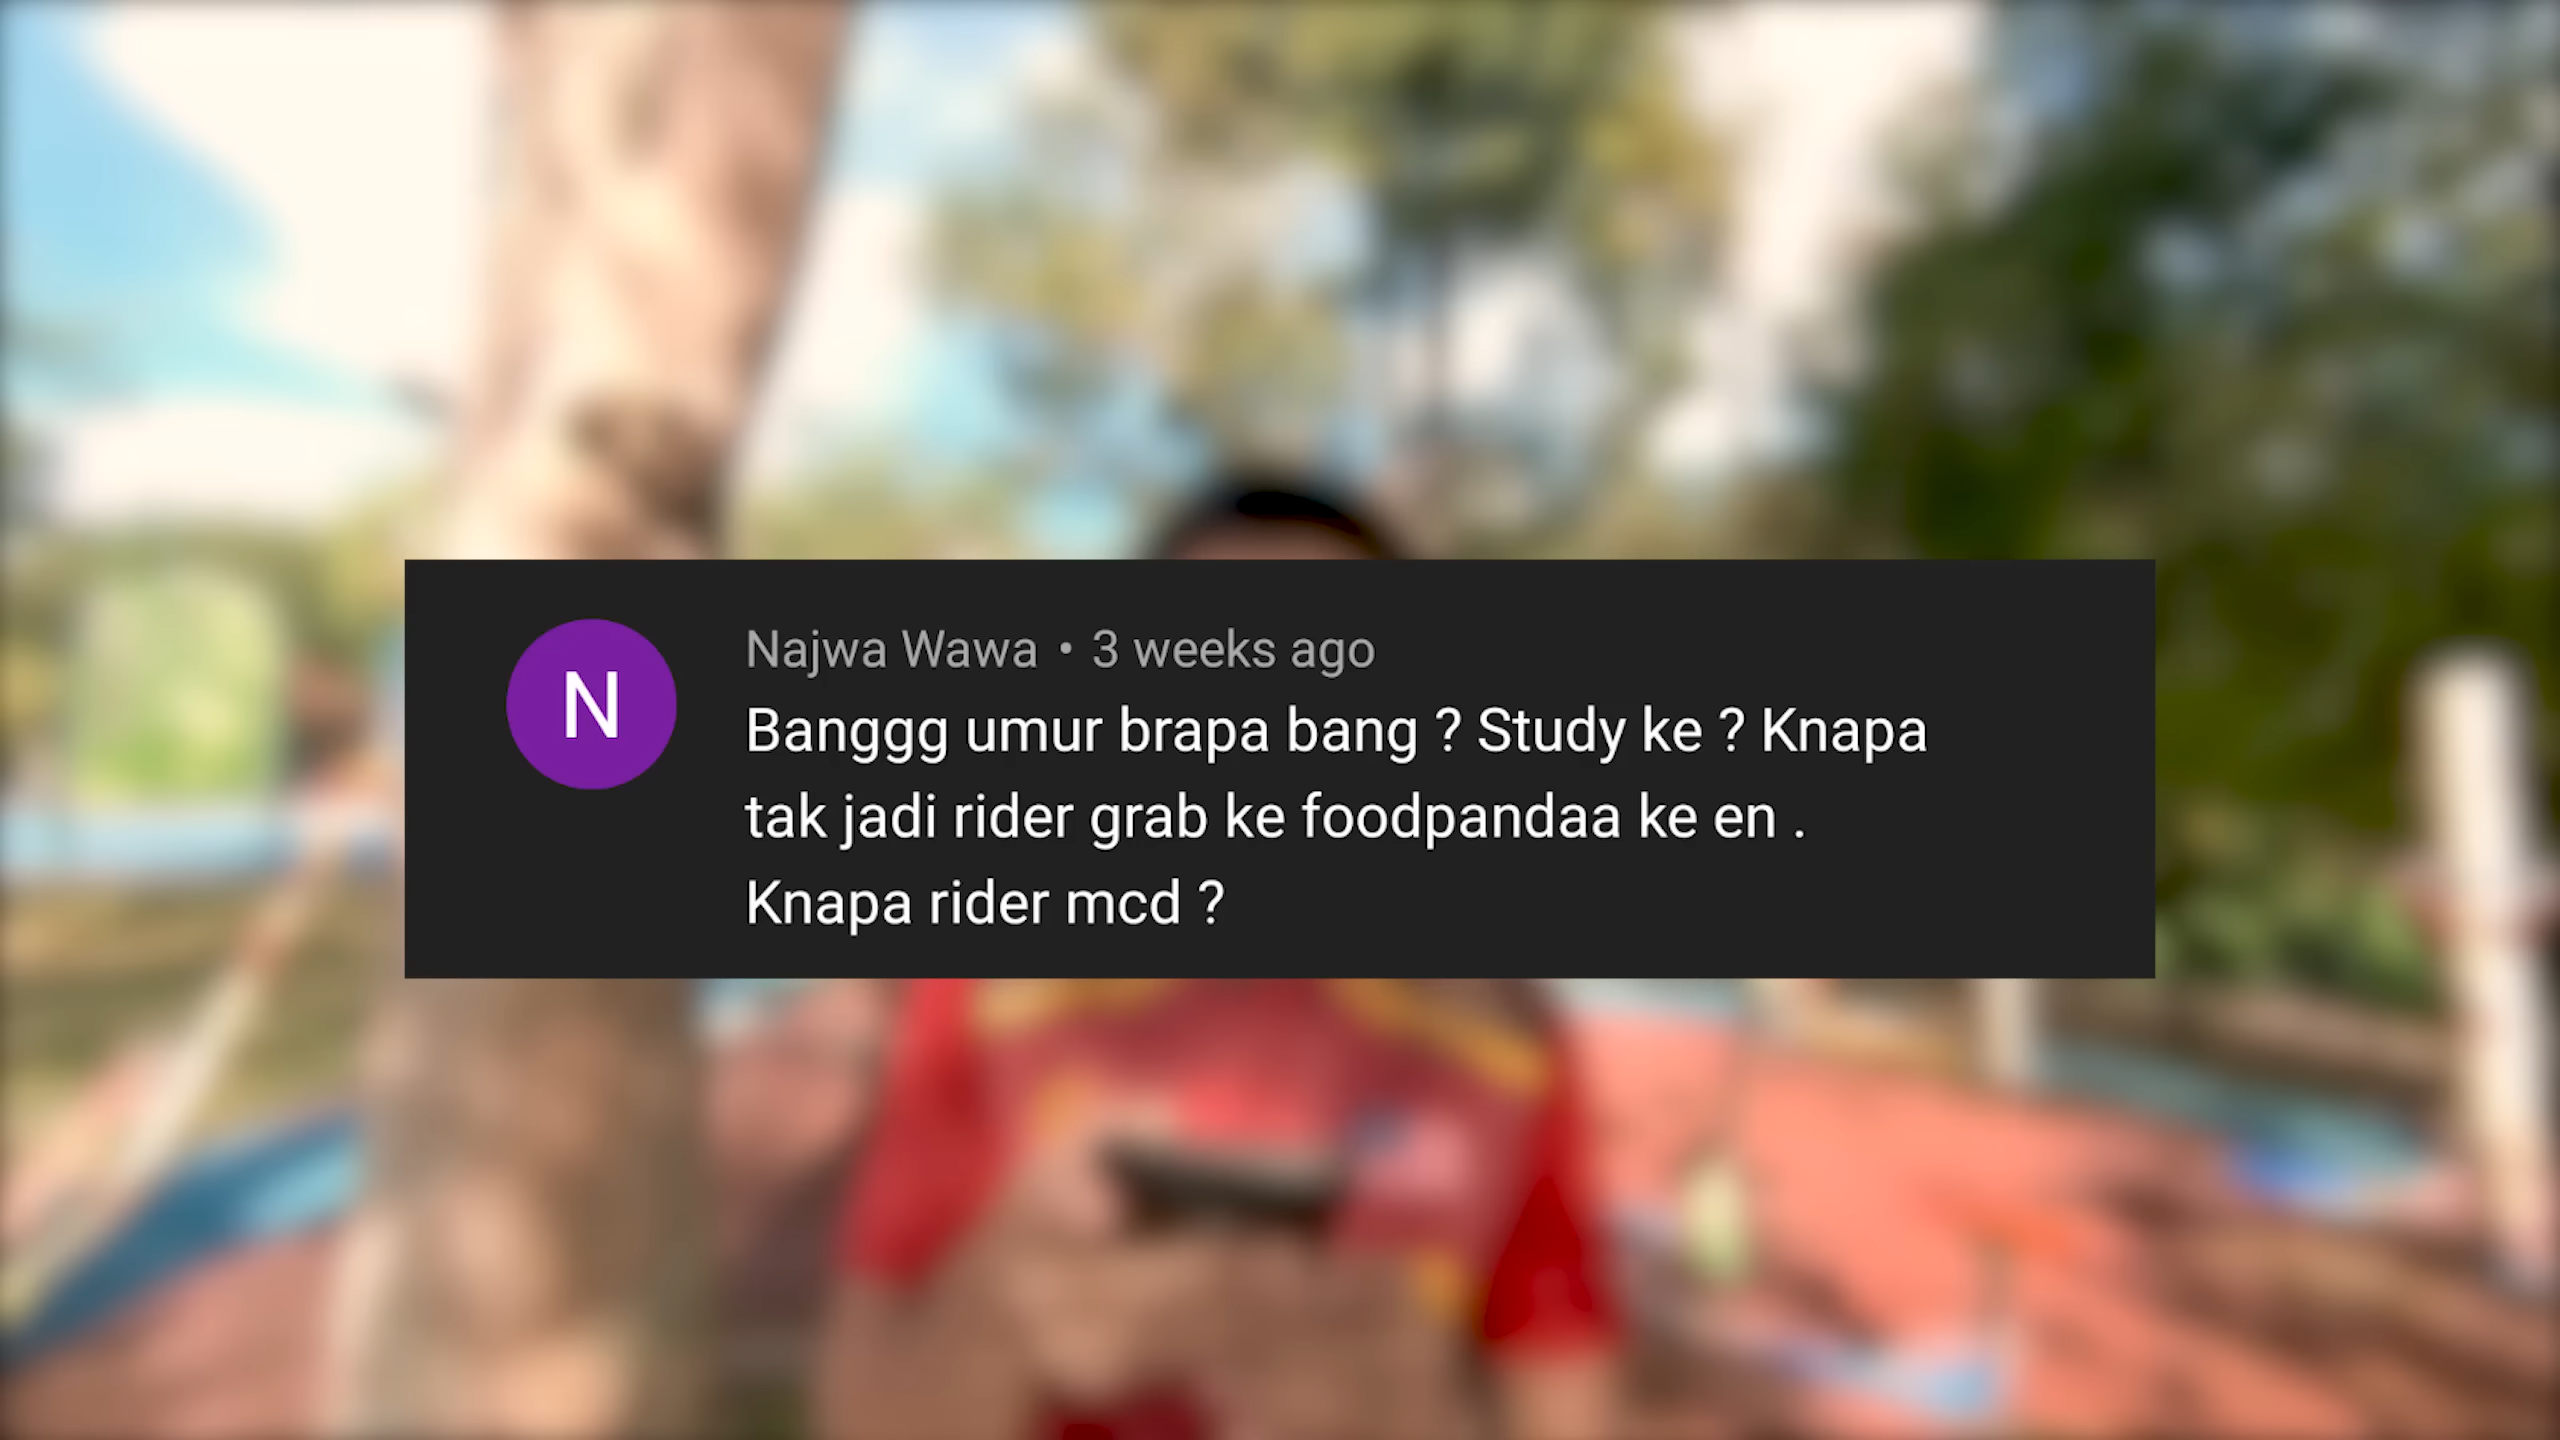 N
Najwa Wawa • 3 weeks ago
Banggg umur brapa bang ? Study ke ? Knapa
tak jadi rider grab ke foodpandaa ke en .
Knapa rider mcd ?